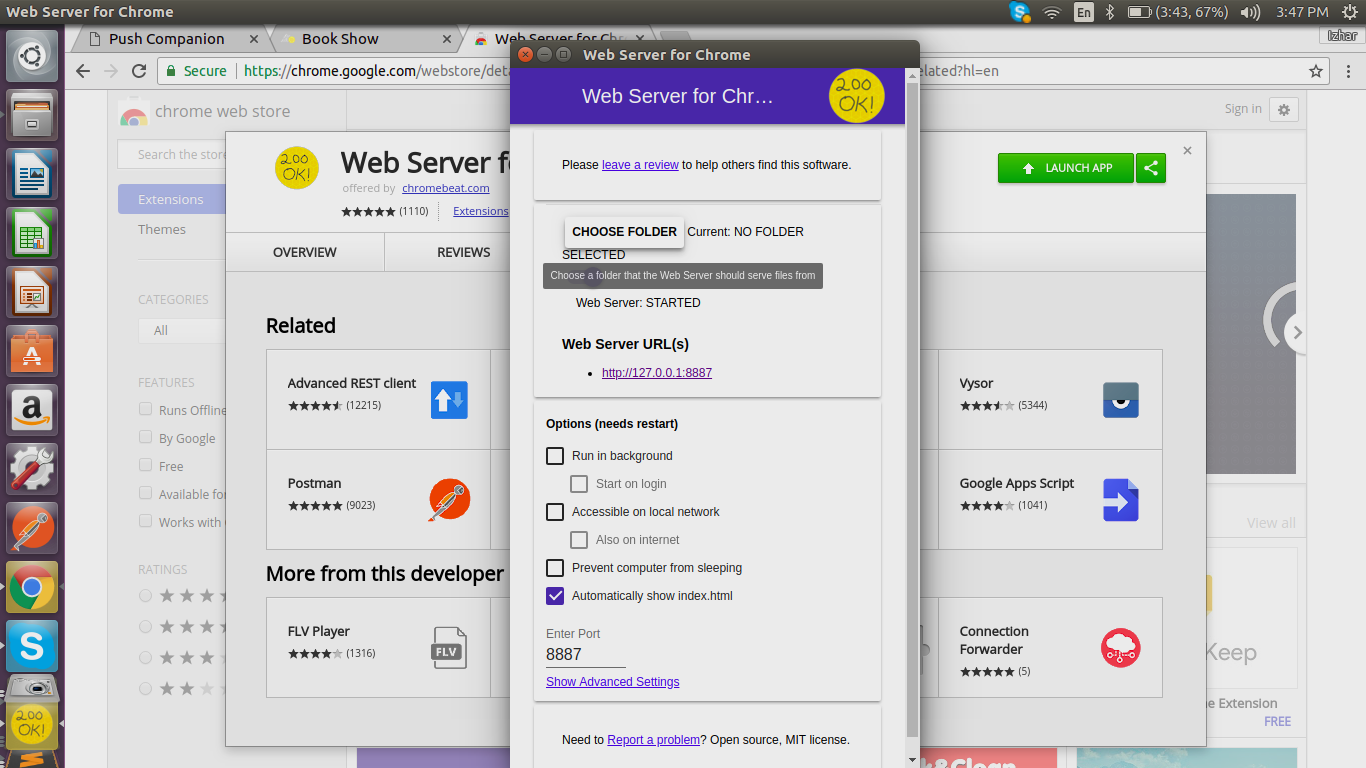 Web Server for Chrome
En
(3:43, 67%)
3:47 PM
Push Companion
Book Show
Web Server for Chr
Izhar
Secure
https://chrome.google.com/webstore/deta
elated?hl=en
chrome web store
Sign in
Search the store
Extensions
Themes
CATEGORIES
All
FEATURES
Runs Offline
By Google
Free
Available for
Works with
RATINGS
200 OK!
Web Server f
offered by chromebeat.com
(1110)
Extensions
LAUNCH APP
OVERVIEW
REVIEWS
Related
Advanced REST client
(12215)
Postman
(9023)
Vysor
(5344)
Google Apps Script
(1041)
More from this developer
FLV Player
(1316)
FLV
Connection
Forwarder
(5)
Web Server for Chrome
Web Server for Chr…
200 OK!
Please leave a review to help others find this software.
CHOOSE FOLDER Current: NO FOLDER
SELECTED
Choose a folder that the Web Server should serve files from
Web Server: STARTED
Web Server URL(s)
http://127.0.0.1:8887
Options (needs restart)
Run in background
Start on login
Accessible on local network
Also on internet
Prevent computer from sleeping
Automatically show index.html
Enter Port
8887
Show Advanced Settings
Need to Report a problem? Open source, MIT license.
View all
Keep
e Extension
FREE
k&Clean
200 OK!